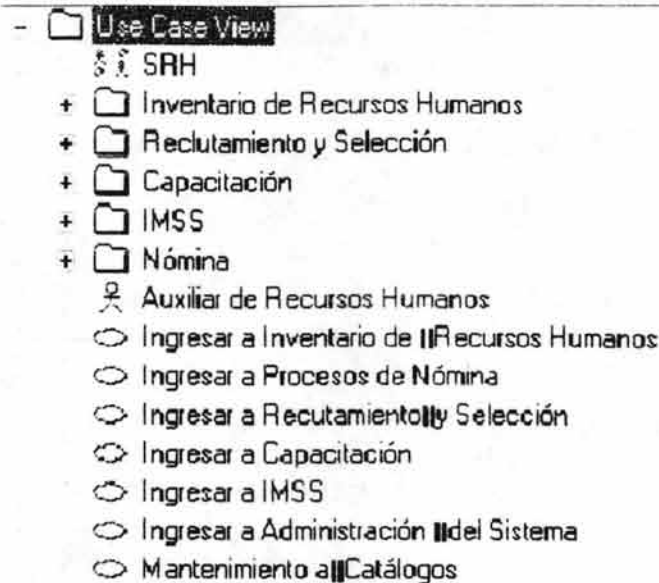 Use Case View
SRH
Inventario de Recursos Humanos
Reclutamiento y Selección
Capacitación
IMSS
Nómina
Auxiliar de Recursos Humanos
Ingresar a Inventario de ||Recursos Humanos
Ingresar a Procesos de Nómina
Ingresar a Recutamiento||y Selección
Ingresar a Capacitación
Ingresar a IMSS
Ingresar a Administración ||del Sistema
Mantenimiento a||Catálogos